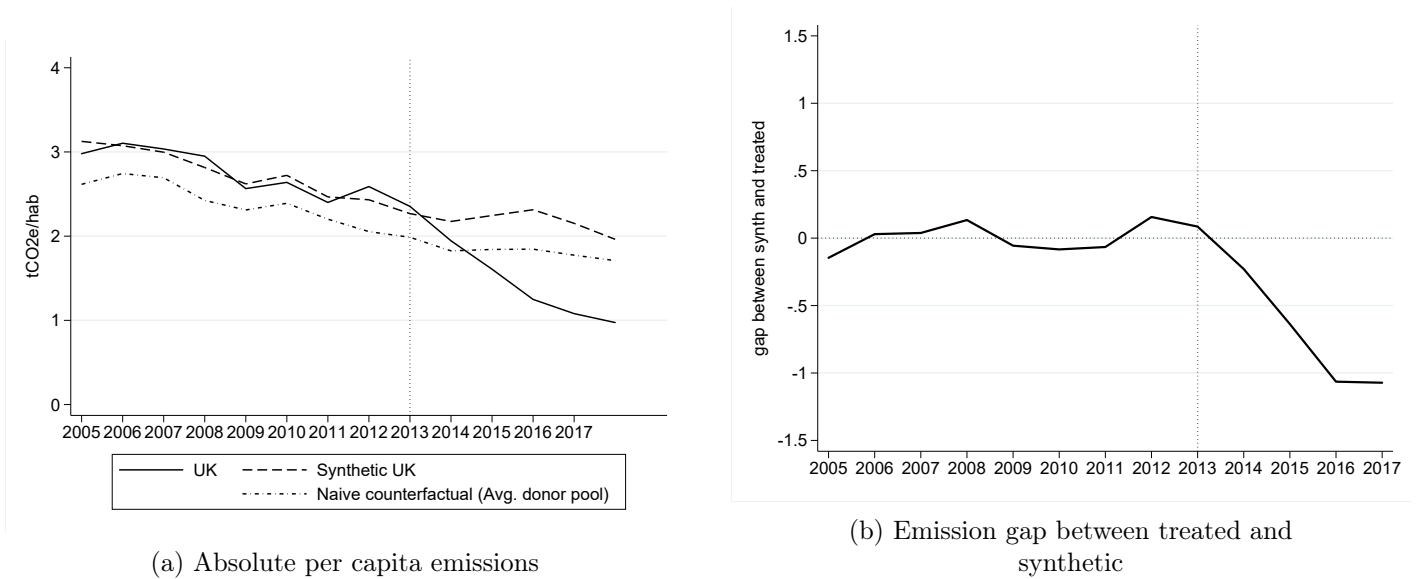 4
3
2
1
0
tCO2e/hab
2005 2006 2007 2008 2009 2010 2011 2012 2013 2014 2015 2016 2017
UK
Synthetic UK
Naive counterfactual (Avg. donor pool)
(a) Absolute per capita emissions
1.5
1
.5
0
-.5
-1
-1.5
gap between synth and treated
2005 2006 2007 2008 2009 2010 2011 2012 2013 2014 2015 2016 2017
(b) Emission gap between treated and
synthetic